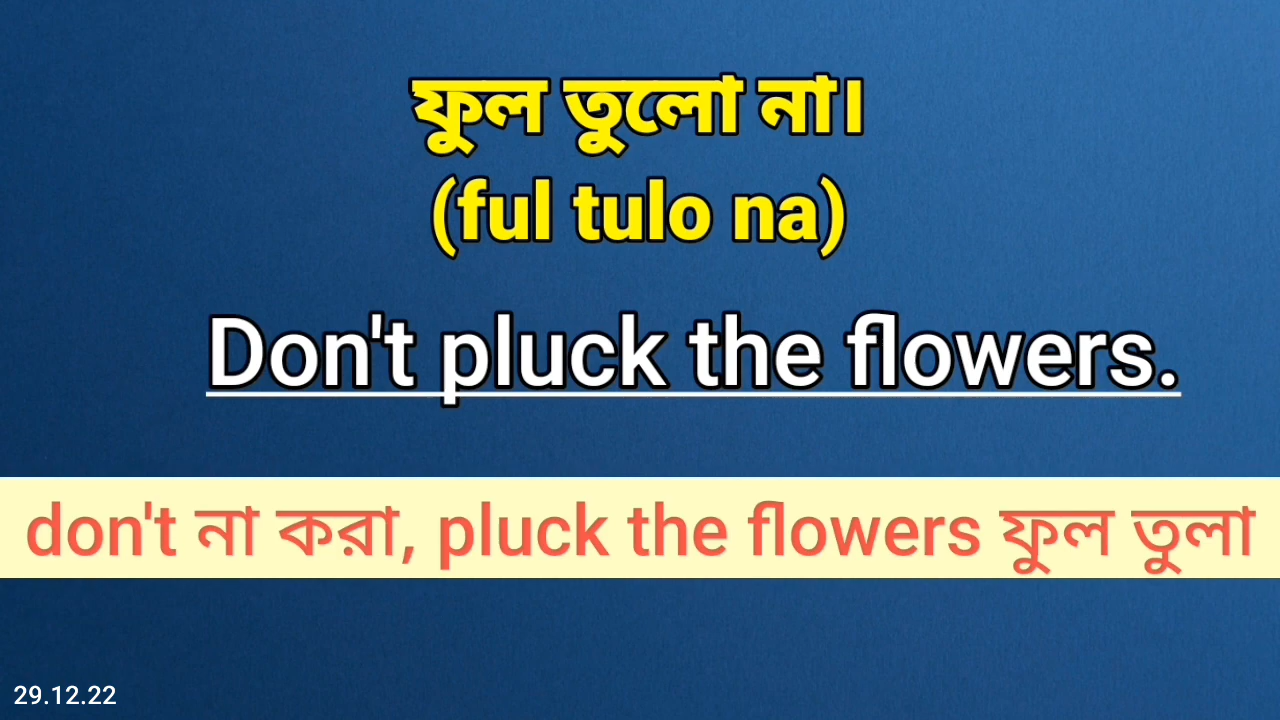 ফুল তুলো না।
(ful tulo na)
Don't pluck the flowers.
don't না করা, pluck the flowers ফুল তুলা
29.12.22